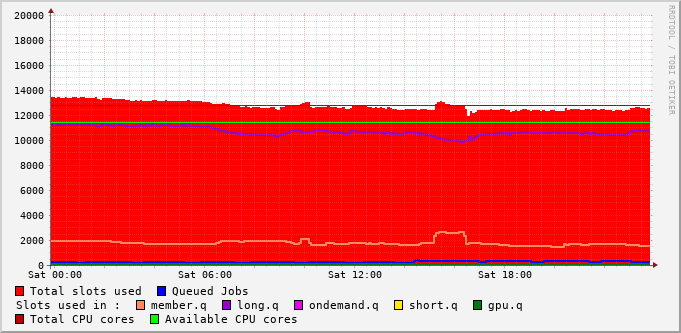 RRDTOOL / TOBI OETIKER
20000
18000
16000
14000
12000
10000
8000
6000
4000
2000
0
Sat 00:00 Sat 06:00 Sat 12:00 Sat 18:00
Total slots used Queued Jobs
Slots used in : member.q long.q ondemand.q short.q gpu.q
Total CPU cores Available CPU cores